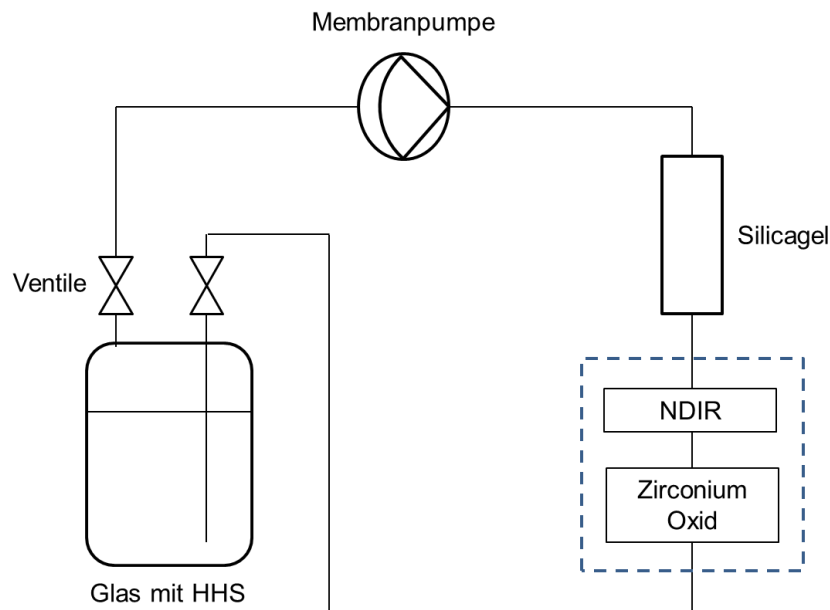 Membranpumpe
Silicagel
Ventile
NDIR
Zirconium
Oxid
Glas mit HHS